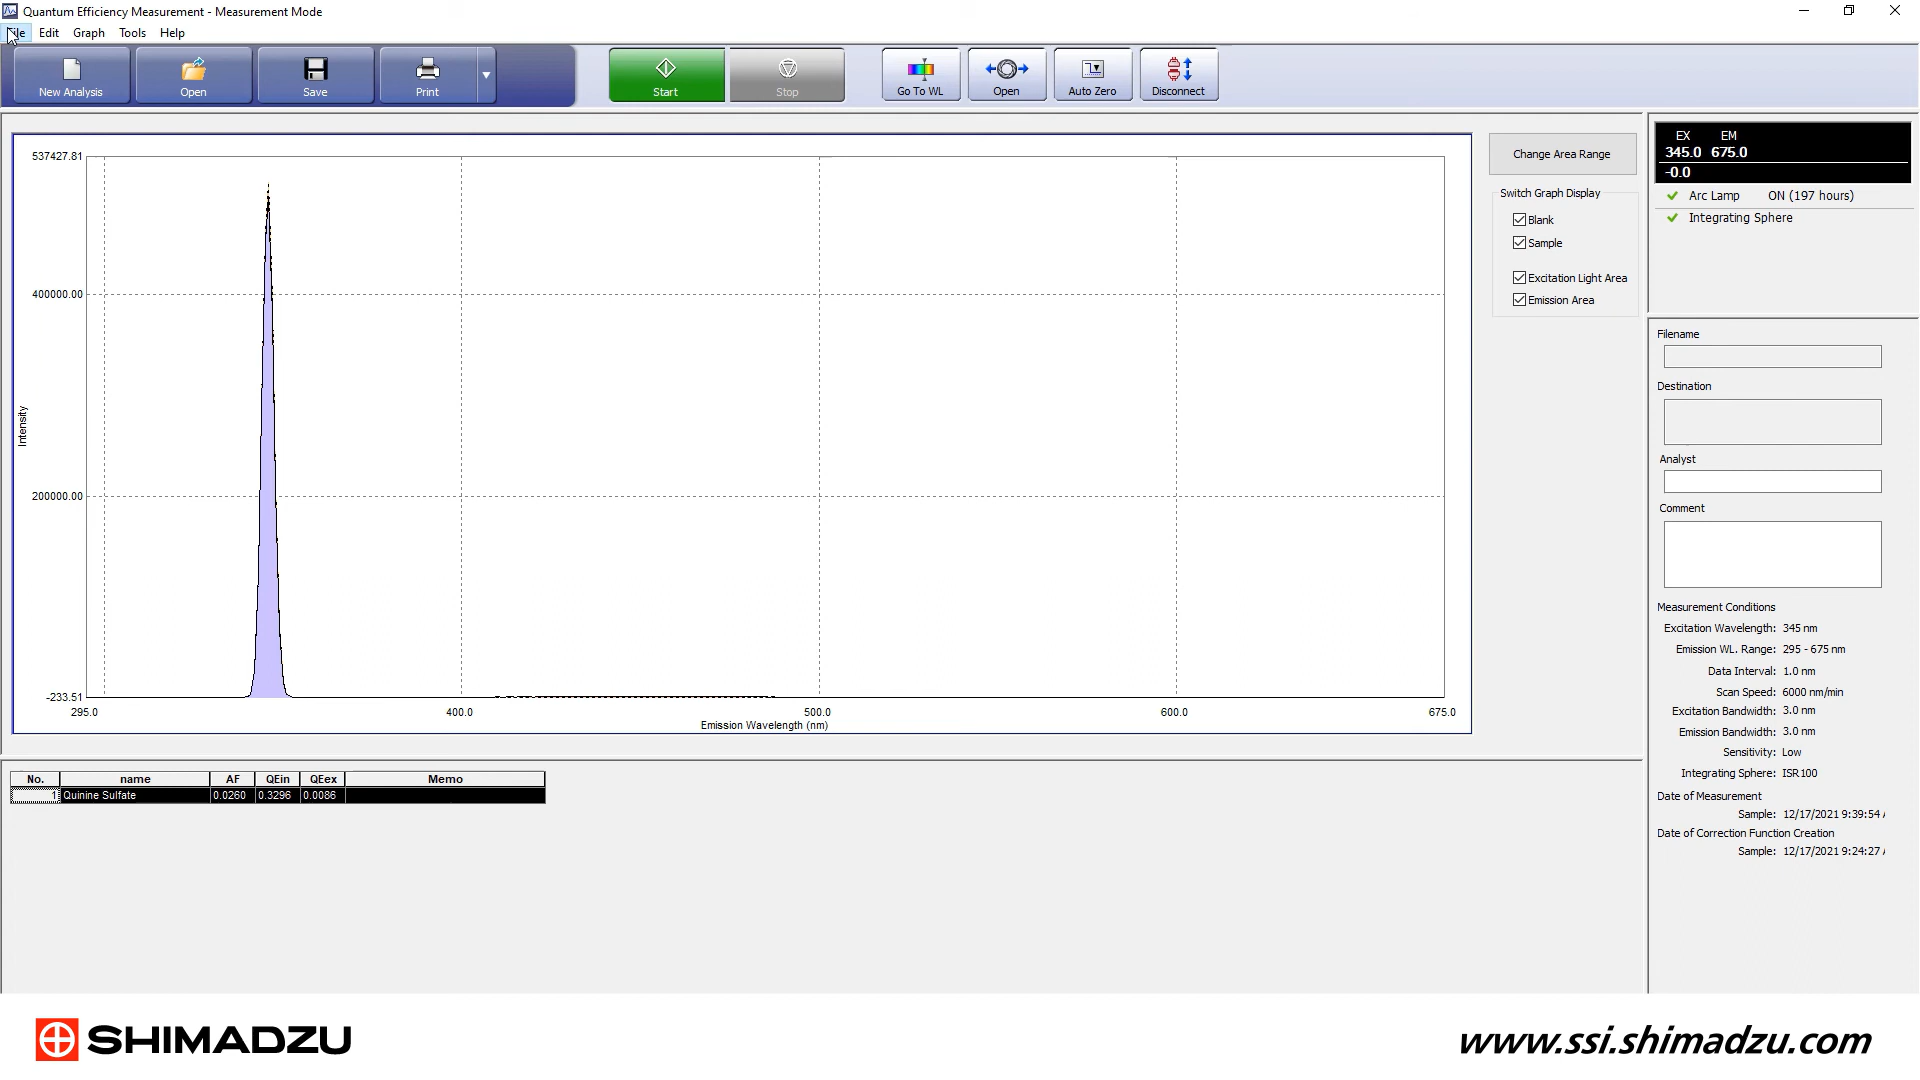 Quantum Efficiency Measurement - Measurement Mode
Edit Graph Tools Help
New Analysis Open Save Print Start Stop Go To WL Open Auto Zero Disconnect
537427.81
400000.00
200000.00
-233.51
Intensity
295.0 400.0 500.0 600.0 675.0
Emission Wavelength (nm)
Change Area Range
Switch Graph Display
Blank
Sample
Excitation Light Area
Emission Area
EX EM
345.0 675.0
-0.0
Arc Lamp ON (197 hours)
Integrating Sphere
Filename
Destination
Analyst
Comment
Measurement Conditions
Excitation Wavelength: 345 nm
Emission WL. Range: 295 - 675 nm
Data Interval: 1.0 nm
Scan Speed: 6000 nm/min
Excitation Bandwidth: 3.0 nm
Emission Bandwidth: 3.0 nm
Sensitivity: Low
Integrating Sphere: ISR100
Date of Measurement
Sample: 12/17/2021 9:39:54
Date of Correction Function Creation
Sample: 12/17/2021 9:24:27
No. name AF QEin QEex Memo
1 Quinine Sulfate 0.0260 0.3296 0.0086
SHIMADZU
www.ssi.shimadzu.com